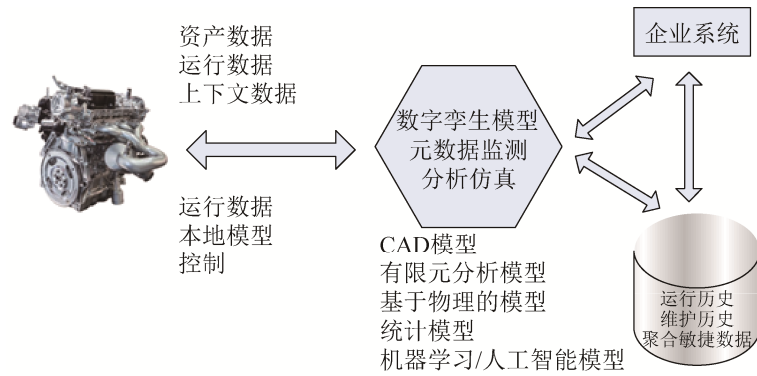 资产数据
运行数据
上下文数据
运行数据
本地模型
控制
数字孪生模型
元数据监测
分析仿真
CAD模型
有限元分析模型
基于物理的模型
统计模型
机器学习/人工智能模型
企业系统
运行历史
维护历史
聚合敏捷数据